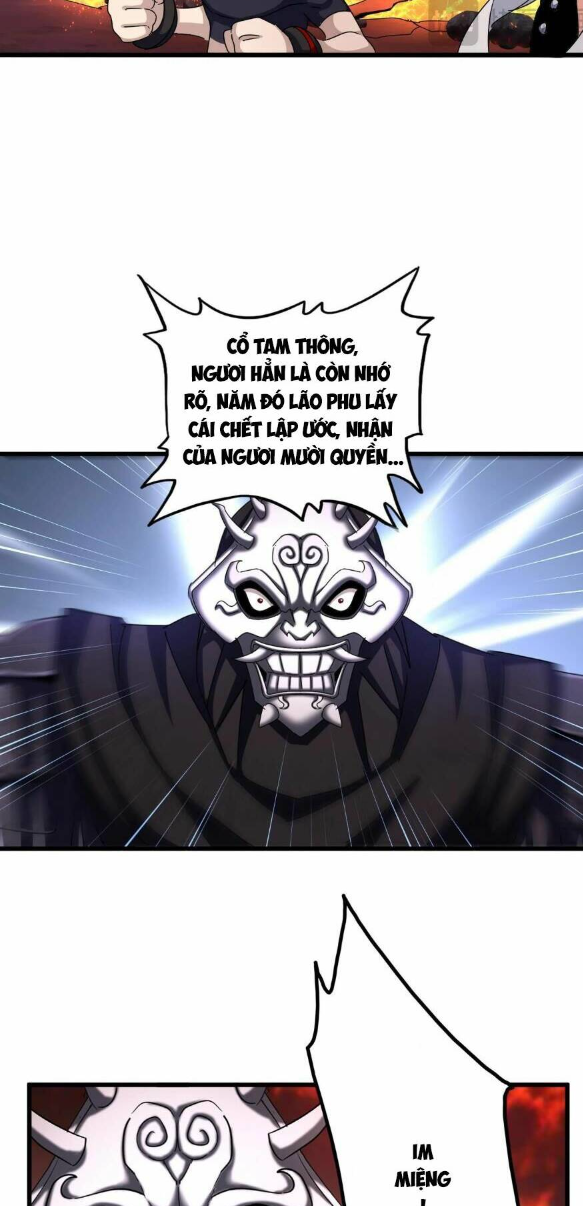 CỔ TAM THÔNG,
NGƯƠI HẲN LÀ CÒN NHỚ
RÕ, NĂM ĐÓ LÃO PHU LẤY
CÁI CHẾT LẬP ƯỚC, NHẬN
CỦA NGƯƠI MƯỜI QUYỀN...
IM
MIỆNG
!